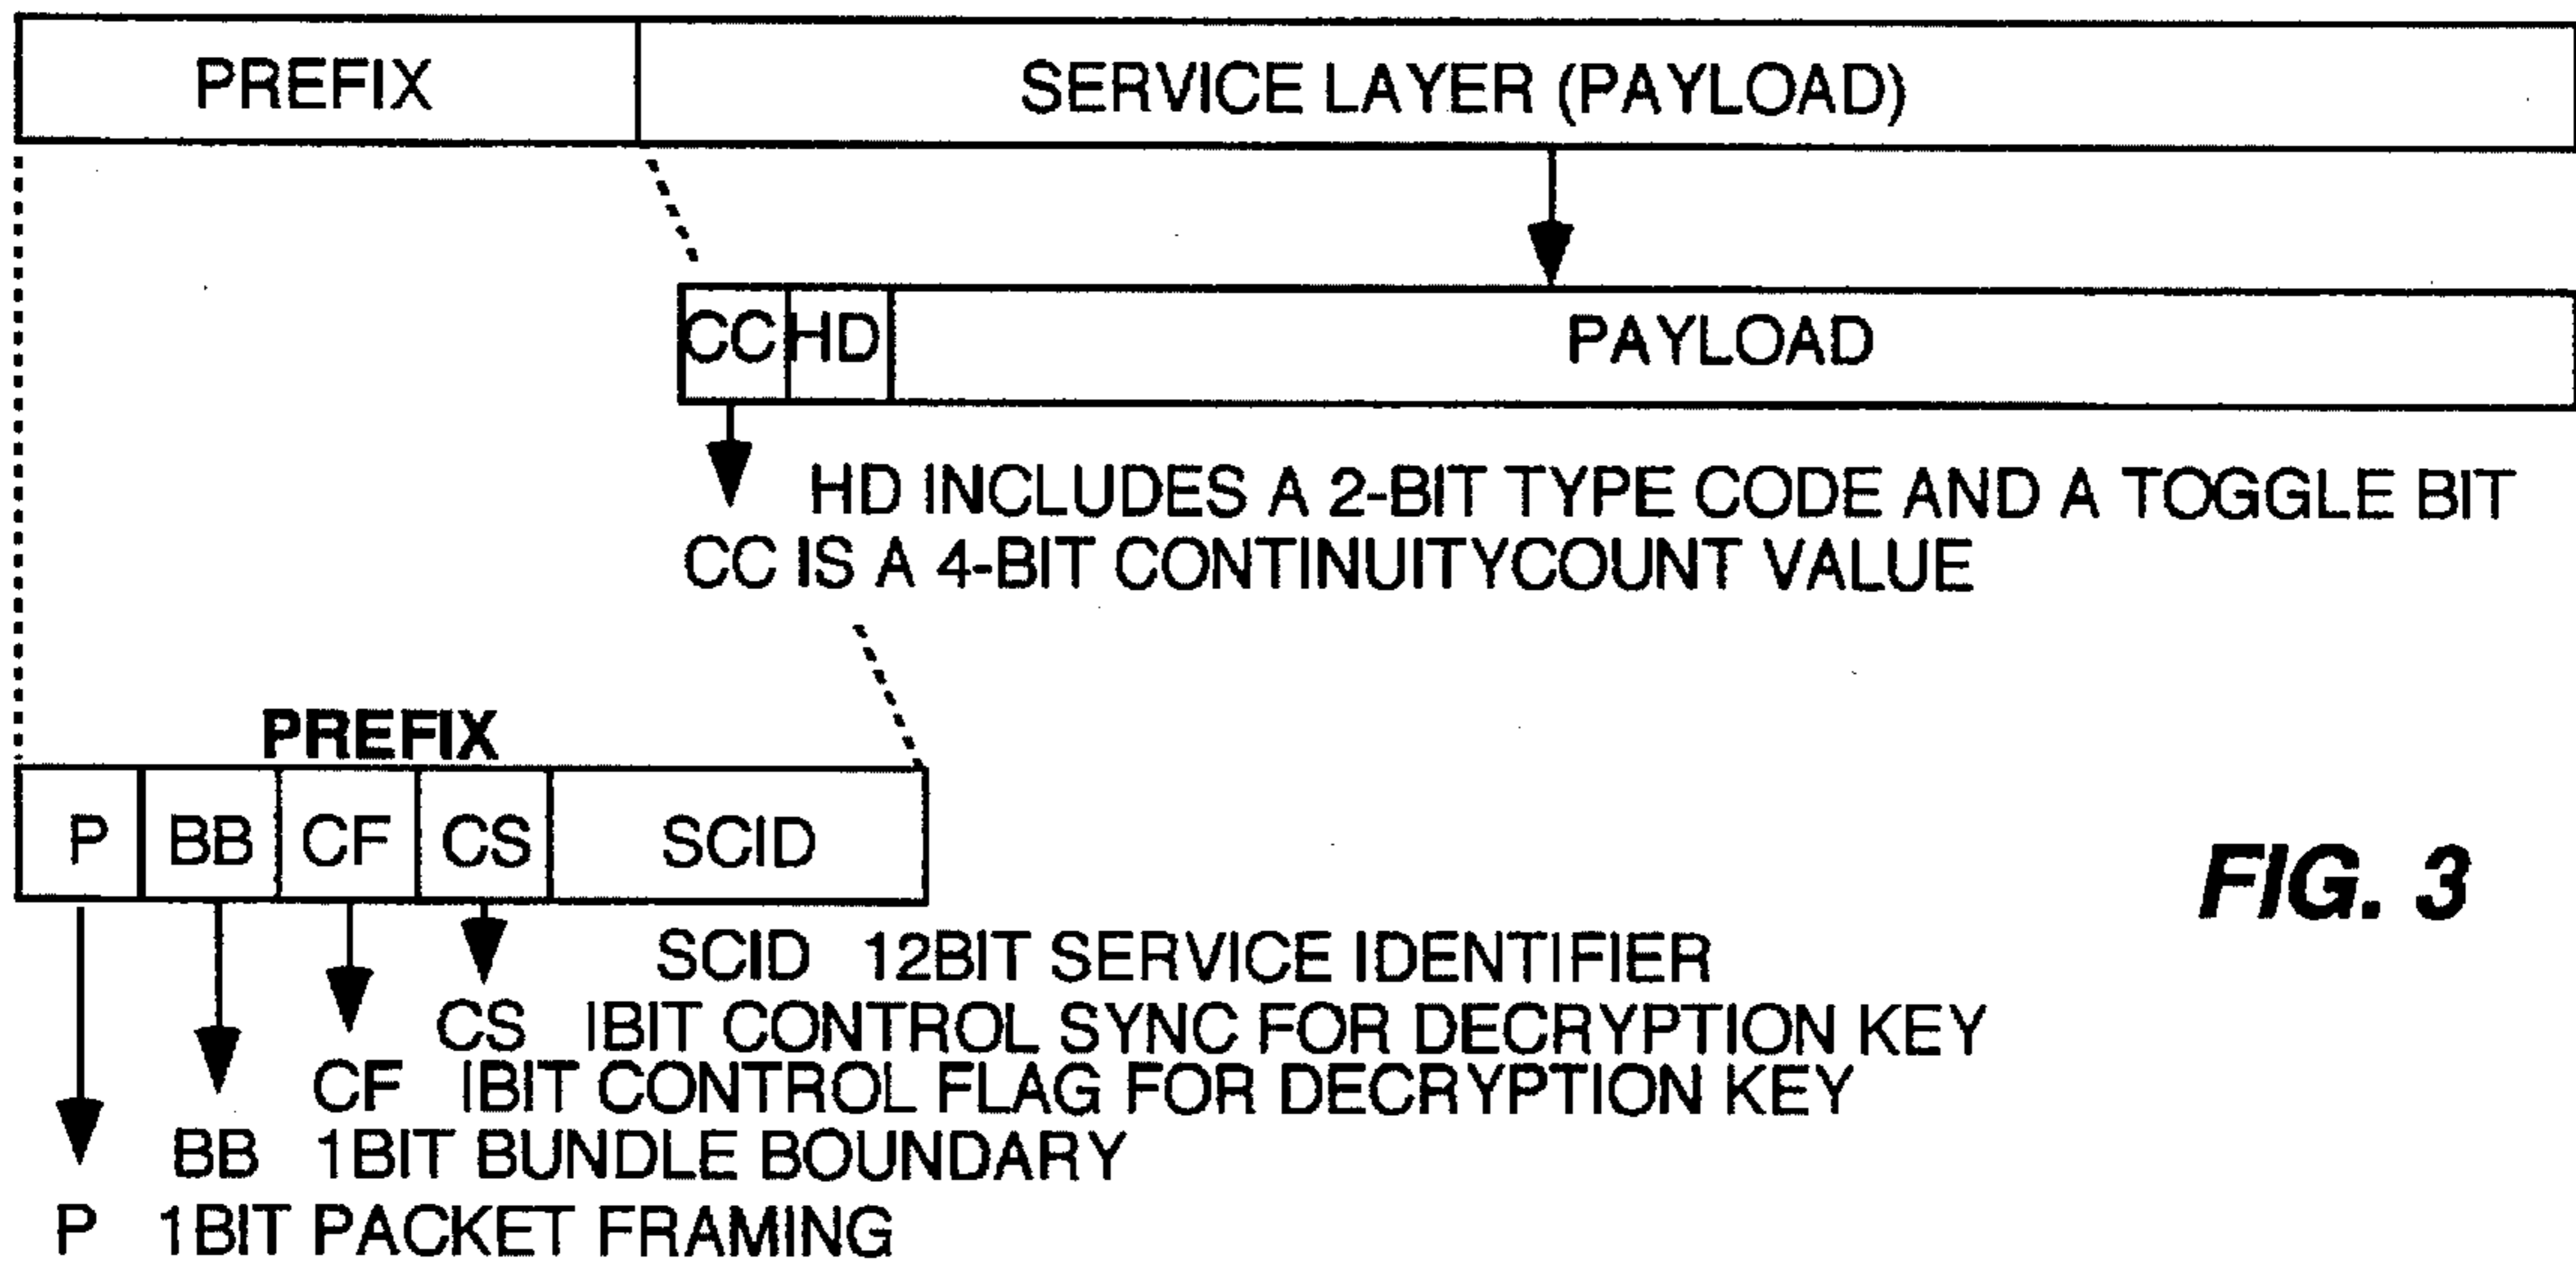 PREFIX SERVICE LAYER (PAYLOAD)
CC HD PAYLOAD
HD INCLUDES A 2-BIT TYPE CODE AND A TOGGLE BIT
CC IS A 4-BIT CONTINUITYCOUNT VALUE
PREFIX
P BB CF CS SCID
FIG. 3
SCID 12BIT SERVICE IDENTIFIER
CS IBIT CONTROL SYNC FOR DECRYPTION KEY
CF IBIT CONTROL FLAG FOR DECRYPTION KEY
BB 1BIT BUNDLE BOUNDARY
P 1BIT PACKET FRAMING